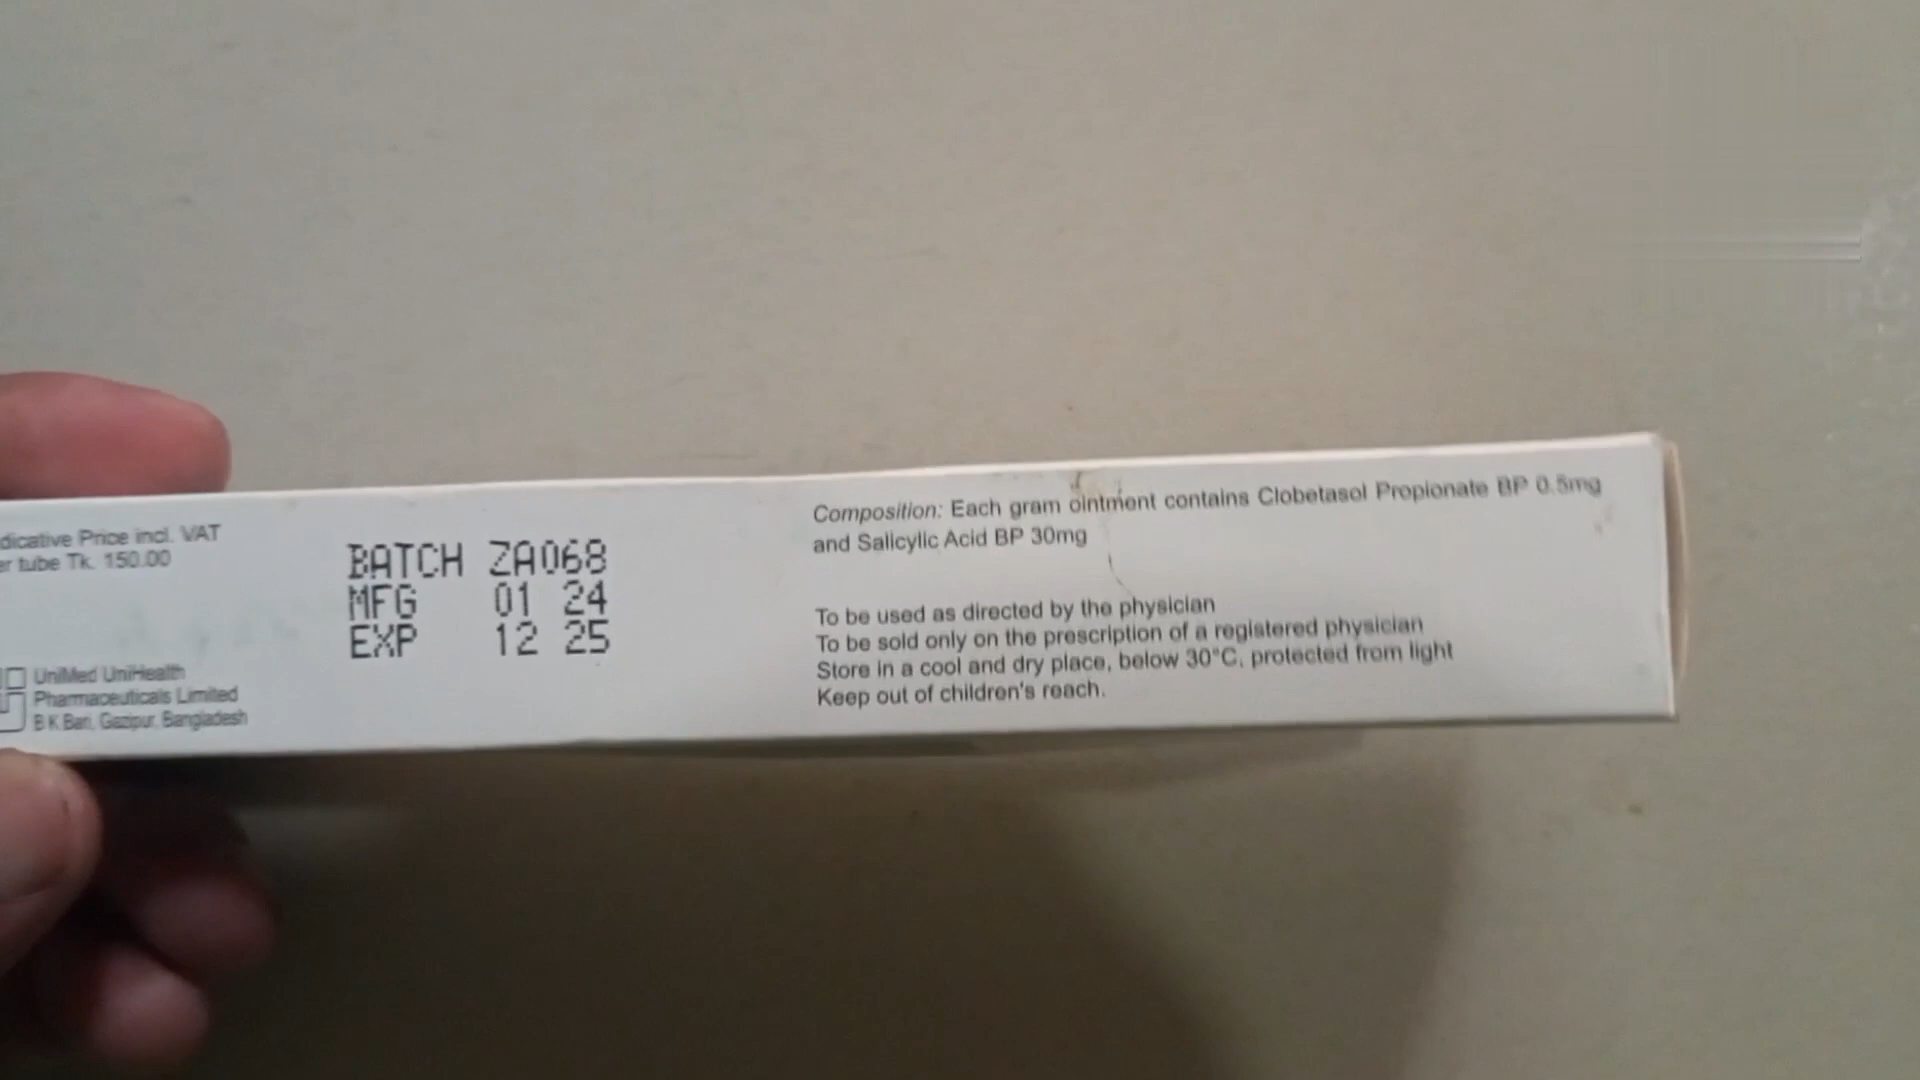 dicative Price incl. VAT
er tube Tk. 150.00
UniMed UniHealth
Pharmaceuticals Limited
B K Bari, Gazipur, Bangladesh
BATCH ZA068
MFG 01 24
EXP 12 25
Composition: Each gram ointment contains Clobetasol Propionate BP 0.5mg
and Salicylic Acid BP 30mg
To be used as directed by the physician
To be sold only on the prescription of a registered physician
Store in a cool and dry place, below 30°C, protected from light
Keep out of children's reach.